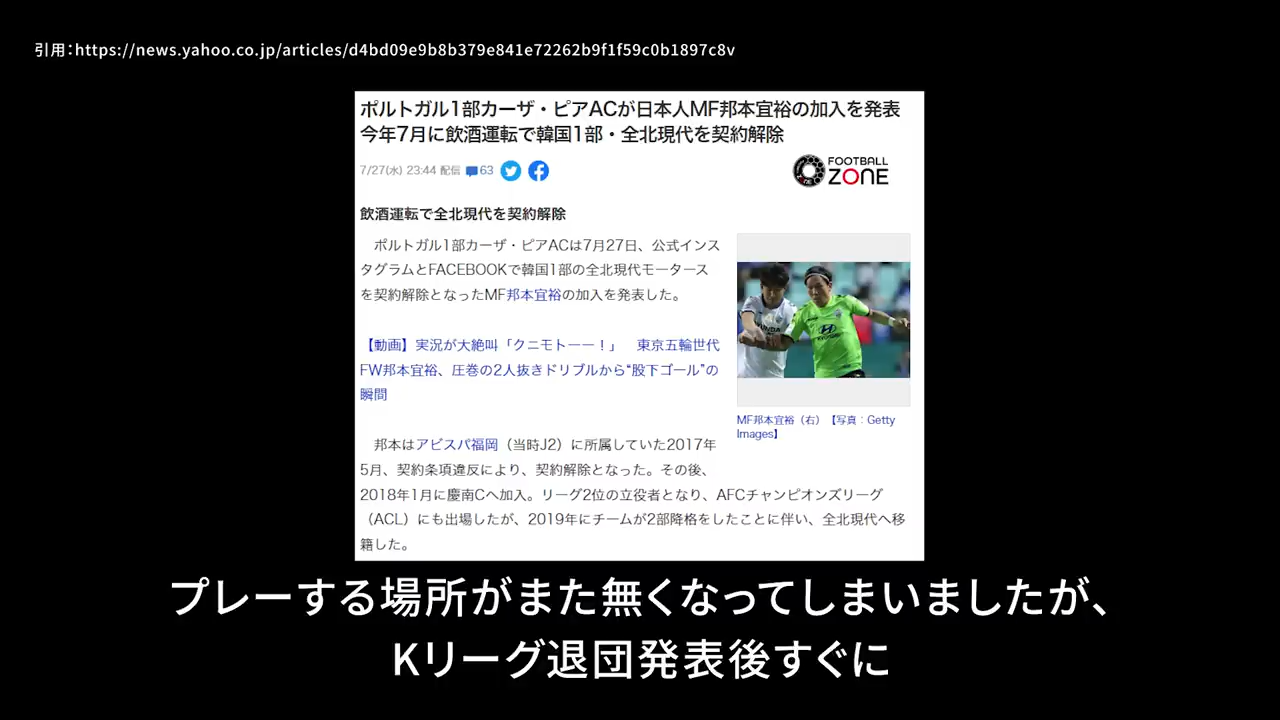 引用：https://news.yahoo.co.jp/articles/d4bd09e9b8b379e841e72262b9f1f59c0b1897c8v
ポルトガル1部カーザ・ピアACが日本人MF邦本宜裕の加入を発表
今年7月に飲酒運転で韓国1部・全北現代を契約解除
7/27(水) 23:44 配信 63
FOOTBALL
ZONE
飲酒運転で全北現代を契約解除
ポルトガル1部カーザ・ピアACは7月27日、公式インス
タグラムとFACEBOOKで韓国1部の全北現代モータース
を契約解除となったMF邦本宜裕の加入を発表した。
【動画】実況が大絶叫「クニモトーー！」　東京五輪世代
FW邦本宜裕、圧巻の2人抜きドリブルから“股下ゴール”の
瞬間
MF邦本宜裕（右）【写真：Getty
Images】
邦本はアビスパ福岡（当時J2）に所属していた2017年
5月、契約条項違反により、契約解除となった。その後、
2018年1月に慶南Cへ加入。リーグ2位の立役者となり、AFCチャンピオンズリーグ
（ACL）にも出場したが、2019年にチームが2部降格をしたことに伴い、全北現代へ移
籍した。
プレーする場所がまた無くなってしまいましたが、
Kリーグ退団発表後すぐに